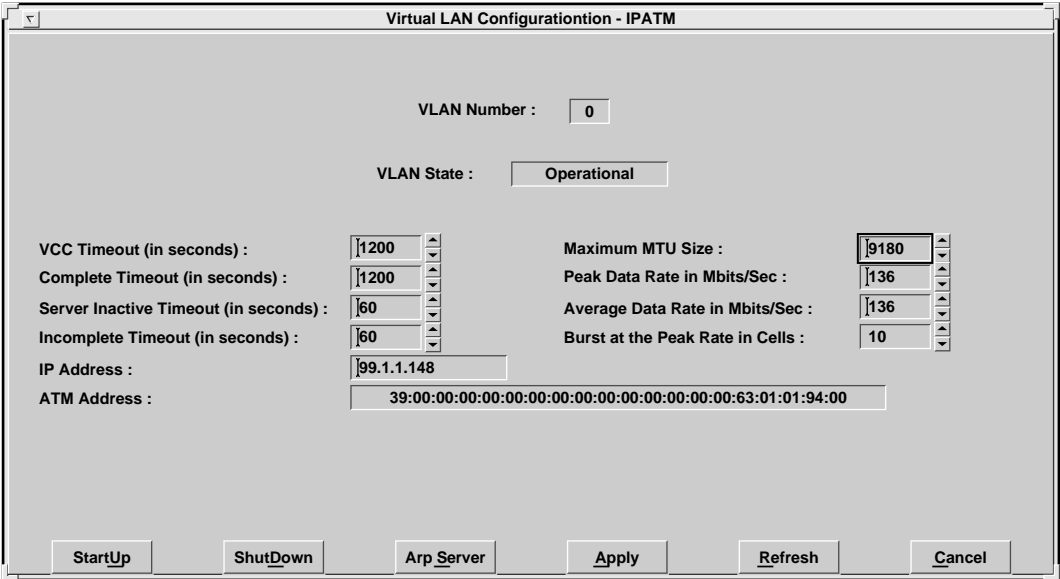 Virtual LAN Configurationtion - IPATM
VLAN Number : 0
VLAN State : Operational
VCC Timeout (in seconds) : 1200 Maximum MTU Size : 9180
Complete Timeout (in seconds) : 1200 Peak Data Rate in Mbits/Sec : 136
Server Inactive Timeout (in seconds) : 60 Average Data Rate in Mbits/Sec : 136
Incomplete Timeout (in seconds) : 60 Burst at the Peak Rate in Cells : 10
IP Address : 99.1.1.148
ATM Address : 39:00:00:00:00:00:00:00:00:00:00:00:00:00:00:63:01:01:94:00
StartUp ShutDown Arp Server Apply Refresh Cancel